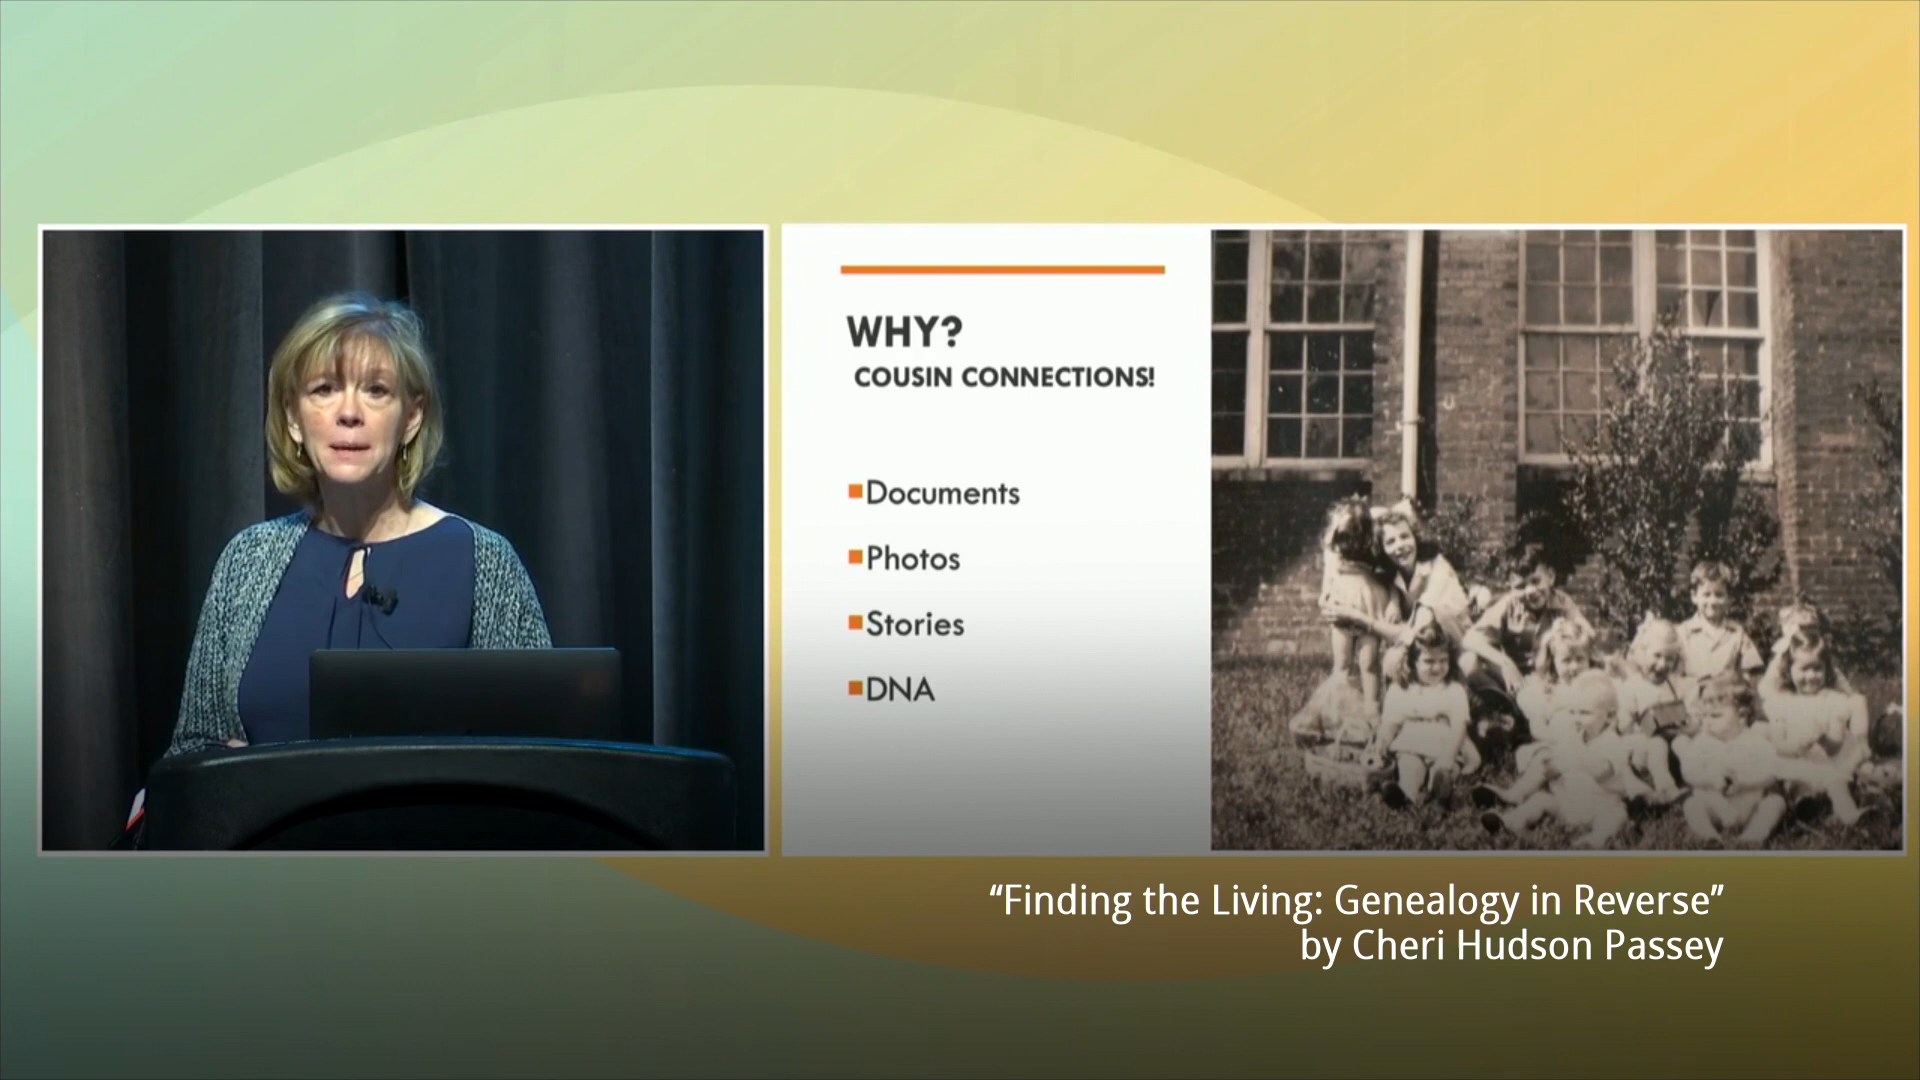 WHY?
COUSIN CONNECTIONS!
Documents
Photos
Stories
DNA
“Finding the Living: Genealogy in Reverse”
by Cheri Hudson Passey